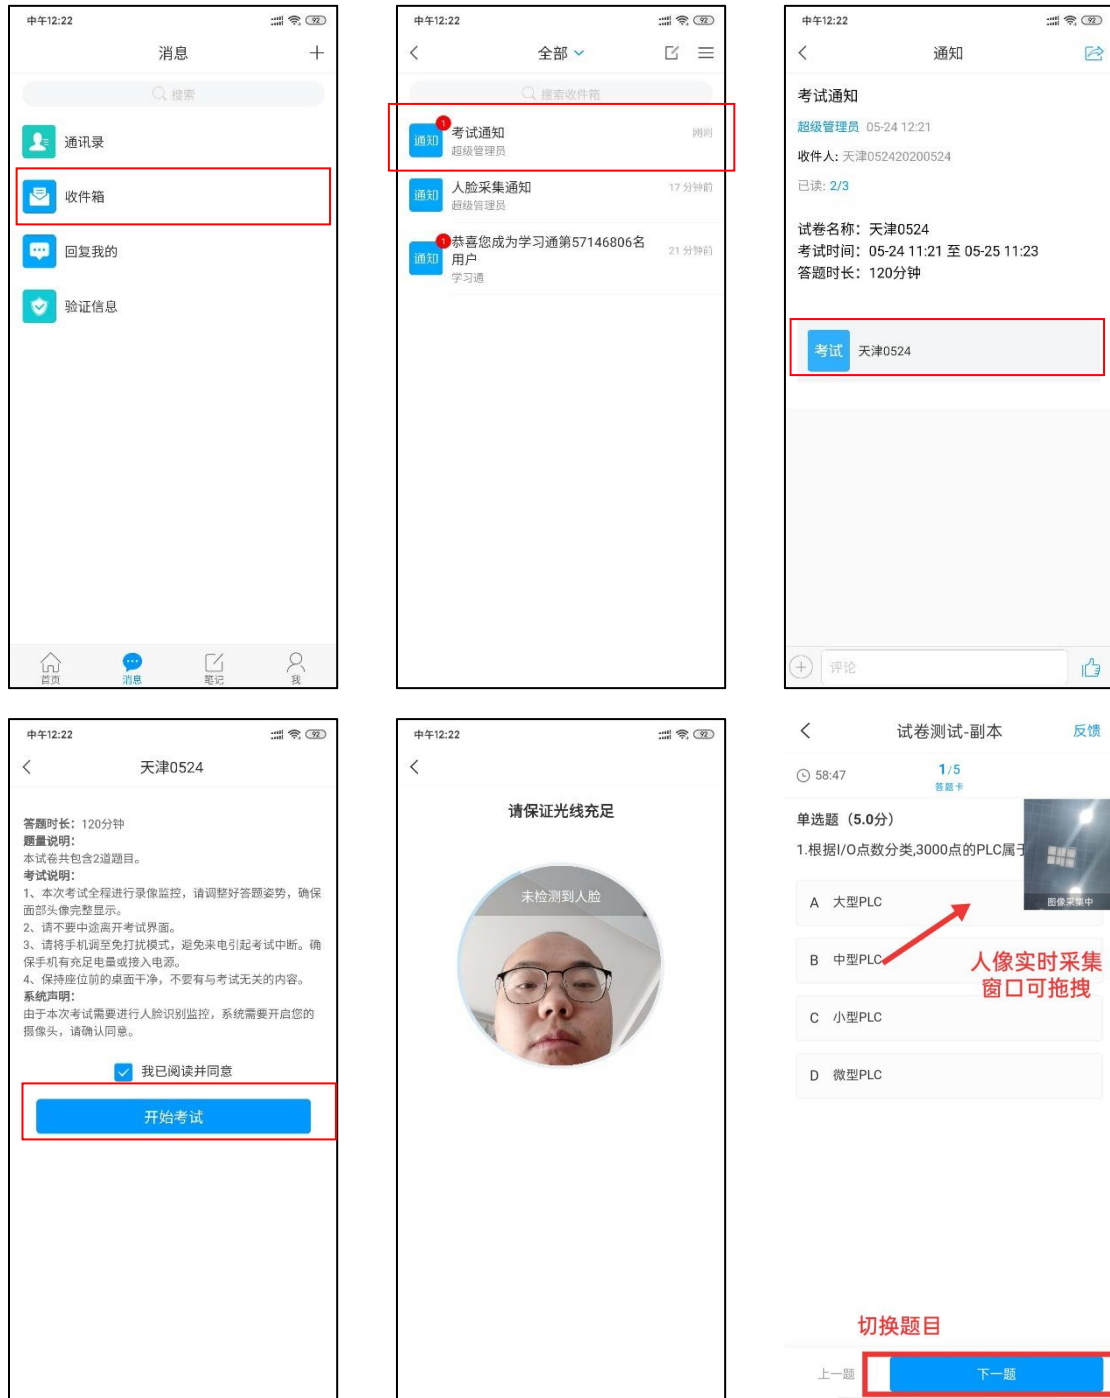 中午12:22
92
消息
搜索
通讯录
收件箱
回复我的
验证信息
首页
消息
笔记
我
中午12:22
92
全部
搜索收件箱
1
通知
考试通知
刚刚
超级管理员
通知
人脸采集通知
17 分钟前
超级管理员
1
通知
恭喜您成为学习通第57146806名
用户
21 分钟前
学习通
中午12:22
92
通知
考试通知
超级管理员 05-24 12:21
收件人: 天津052420200524
已读: 2/3
试卷名称：天津0524
考试时间：05-24 11:21 至 05-25 11:23
答题时长：120分钟
考试 天津0524
评论
中午12:22
92
天津0524
答题时长：120分钟
题量说明：
本试卷共包含2道题目。
考试说明：
1、本次考试全程进行录像监控，请调整好答题姿势，确保
面部头像完整显示。
2、请不要中途离开考试界面。
3、请将手机调至免打扰模式，避免来电引起考试中断。确
保手机有充足电量或接入电源。
4、保持座位前的桌面干净，不要有与考试无关的内容。
系统声明：
由于本次考试需要进行人脸识别监控，系统需要开启您的
摄像头，请确认同意。
我已阅读并同意
开始考试
中午12:22
92
请保证光线充足
未检测到人脸
试卷测试-副本
反馈
58:47
1/5
答题卡
单选题（5.0分）
1.根据I/O点数分类,3000点的PLC属于
图像采集中
A 大型PLC
B 中型PLC
人像实时采集
窗口可拖拽
C 小型PLC
D 微型PLC
切换题目
上一题
下一题